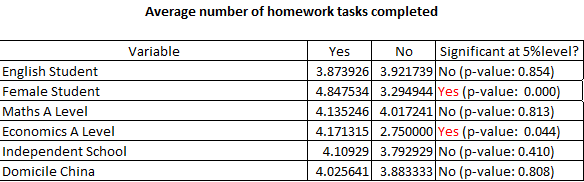 Average number of homework tasks completed
Variable Yes No Significant at 5%level?
English Student 3.873926 3.921739 No (p-value: 0.854)
Female Student 4.847534 3.294944 Yes (p-value:  0.000)
Maths A Level 4.135246 4.017241 No (p-value: 0.813)
Economics A Level 4.171315 2.750000 Yes (p-value:  0.044)
Independent School 4.10929 3.792929 No (p-value: 0.410)
Domicile China 4.025641 3.883333 No (p-value: 0.808)